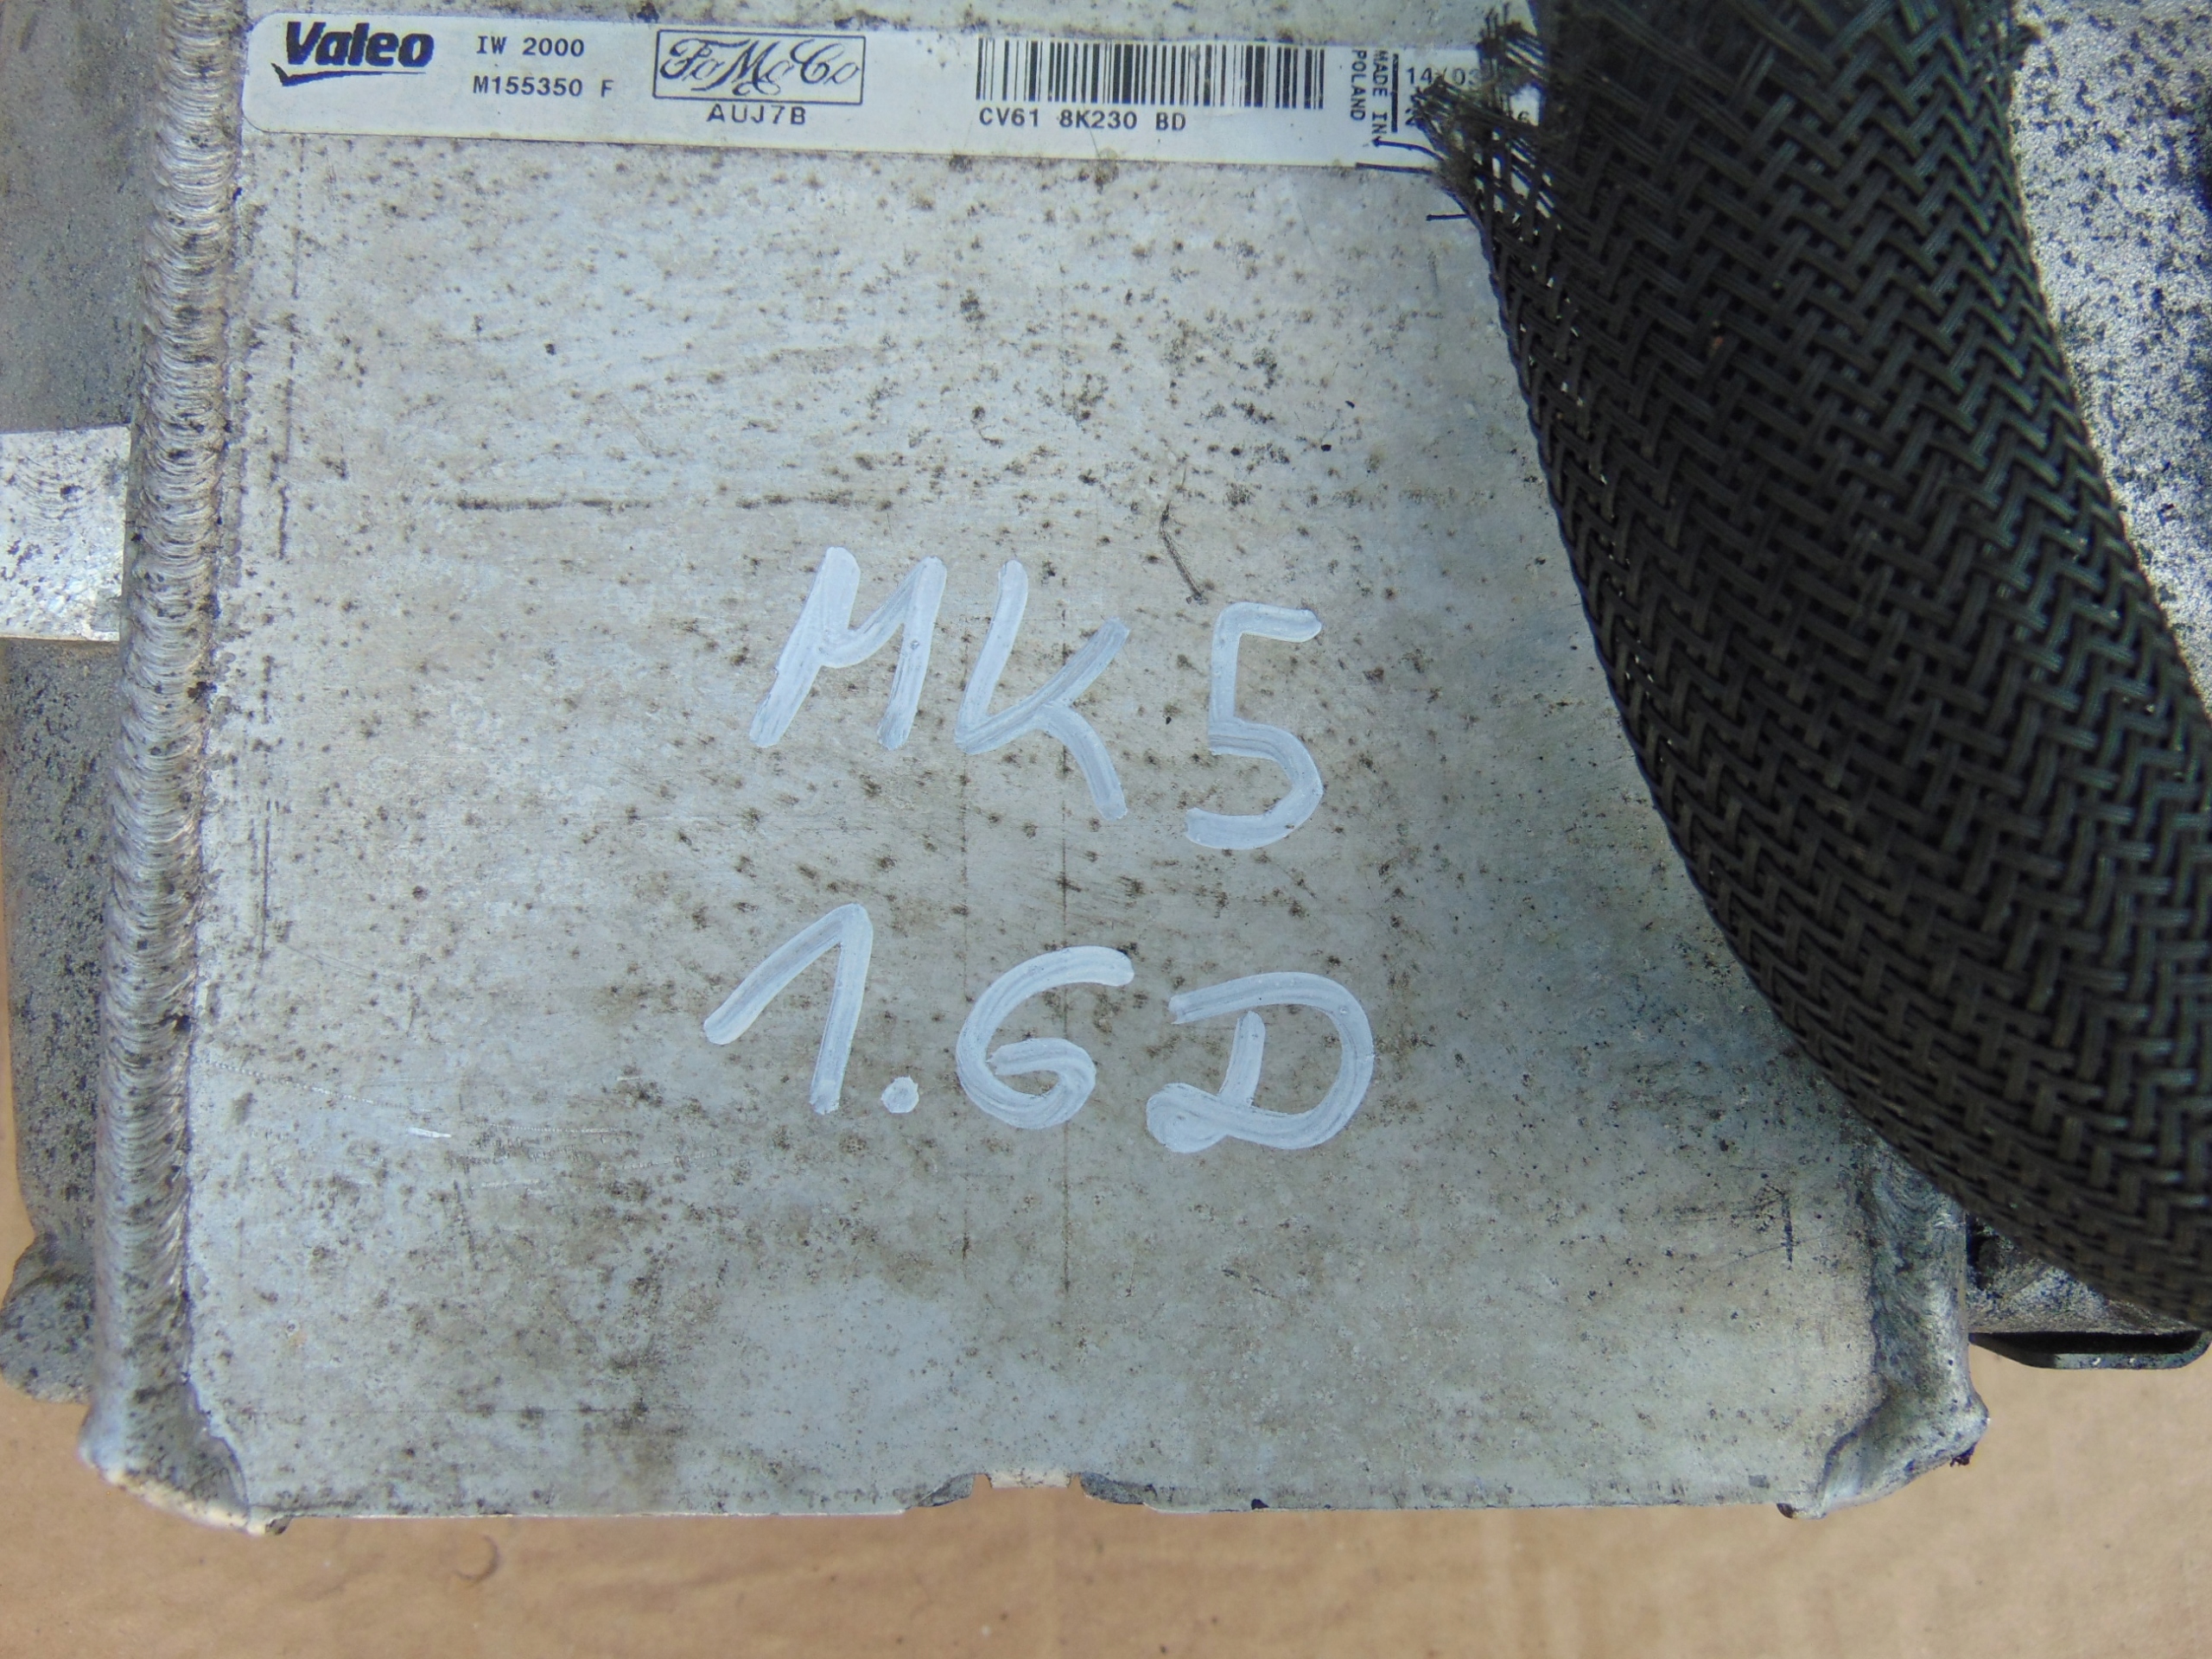 Valeo
IW 2000
M155350 F
FoMoCo
AUJ7B
CV61 8K230 BD
MADE IN
POLAND
MK5
1.6D